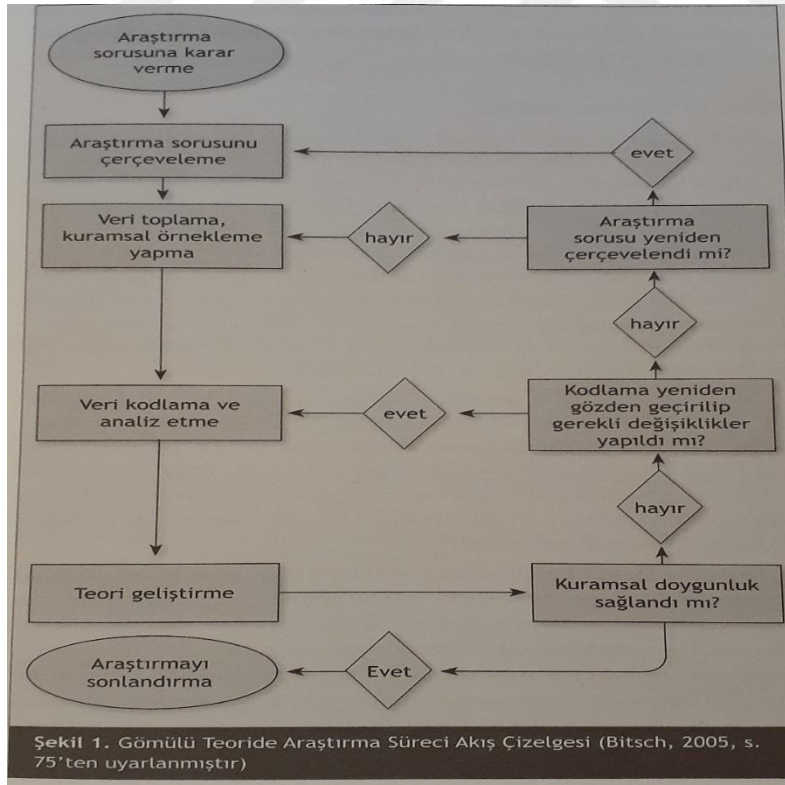 Araştırma
sorusuna karar
verme
Araştırma sorusunu
çerçeveleme
evet
Veri toplama,
kuramsal örnekleme
yapma
hayır
Araştırma
sorusu yeniden
çerçevelendi mi?
hayır
Veri kodlama ve
analiz etme
evet
Kodlama yeniden
gözden geçirilip
gerekli değişiklikler
yapıldı mı?
hayır
Teori geliştirme
Kuramsal doygunluk
sağlandı mı?
Araştırmayı
sonlandırma
Evet
Şekil 1. Gömülü Teoride Araştırma Süreci Akış Çizelgesi (Bitsch, 2005, s.
75'ten uyarlanmıştır)